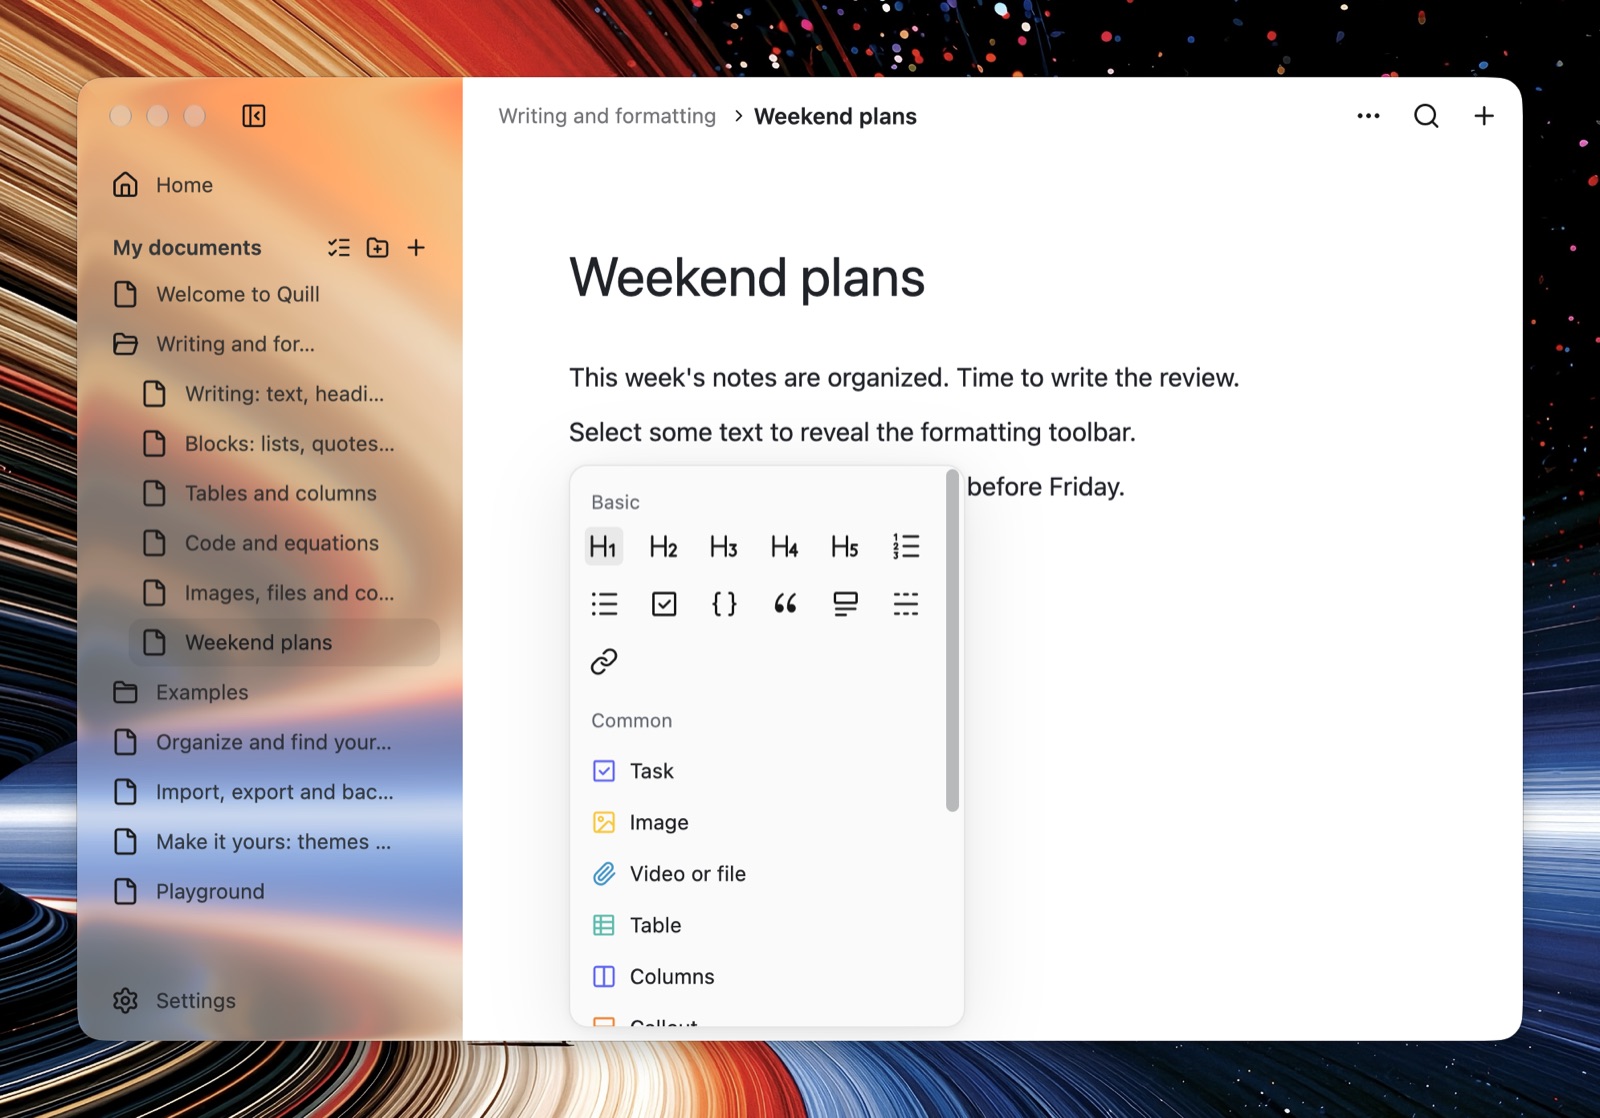 Writing and formatting > Weekend plans
Home
My documents
Welcome to Quill
Writing and for...
Writing: text, headi...
Blocks: lists, quotes...
Tables and columns
Code and equations
Images, files and co...
Weekend plans
Examples
Organize and find your...
Import, export and bac...
Make it yours: themes ...
Playground
Settings
Weekend plans
This week's notes are organized. Time to write the review.
Select some text to reveal the formatting toolbar.
before Friday.
Basic
H1 H2 H3 H4 H5
Common
Task
Image
Video or file
Table
Columns
Callout